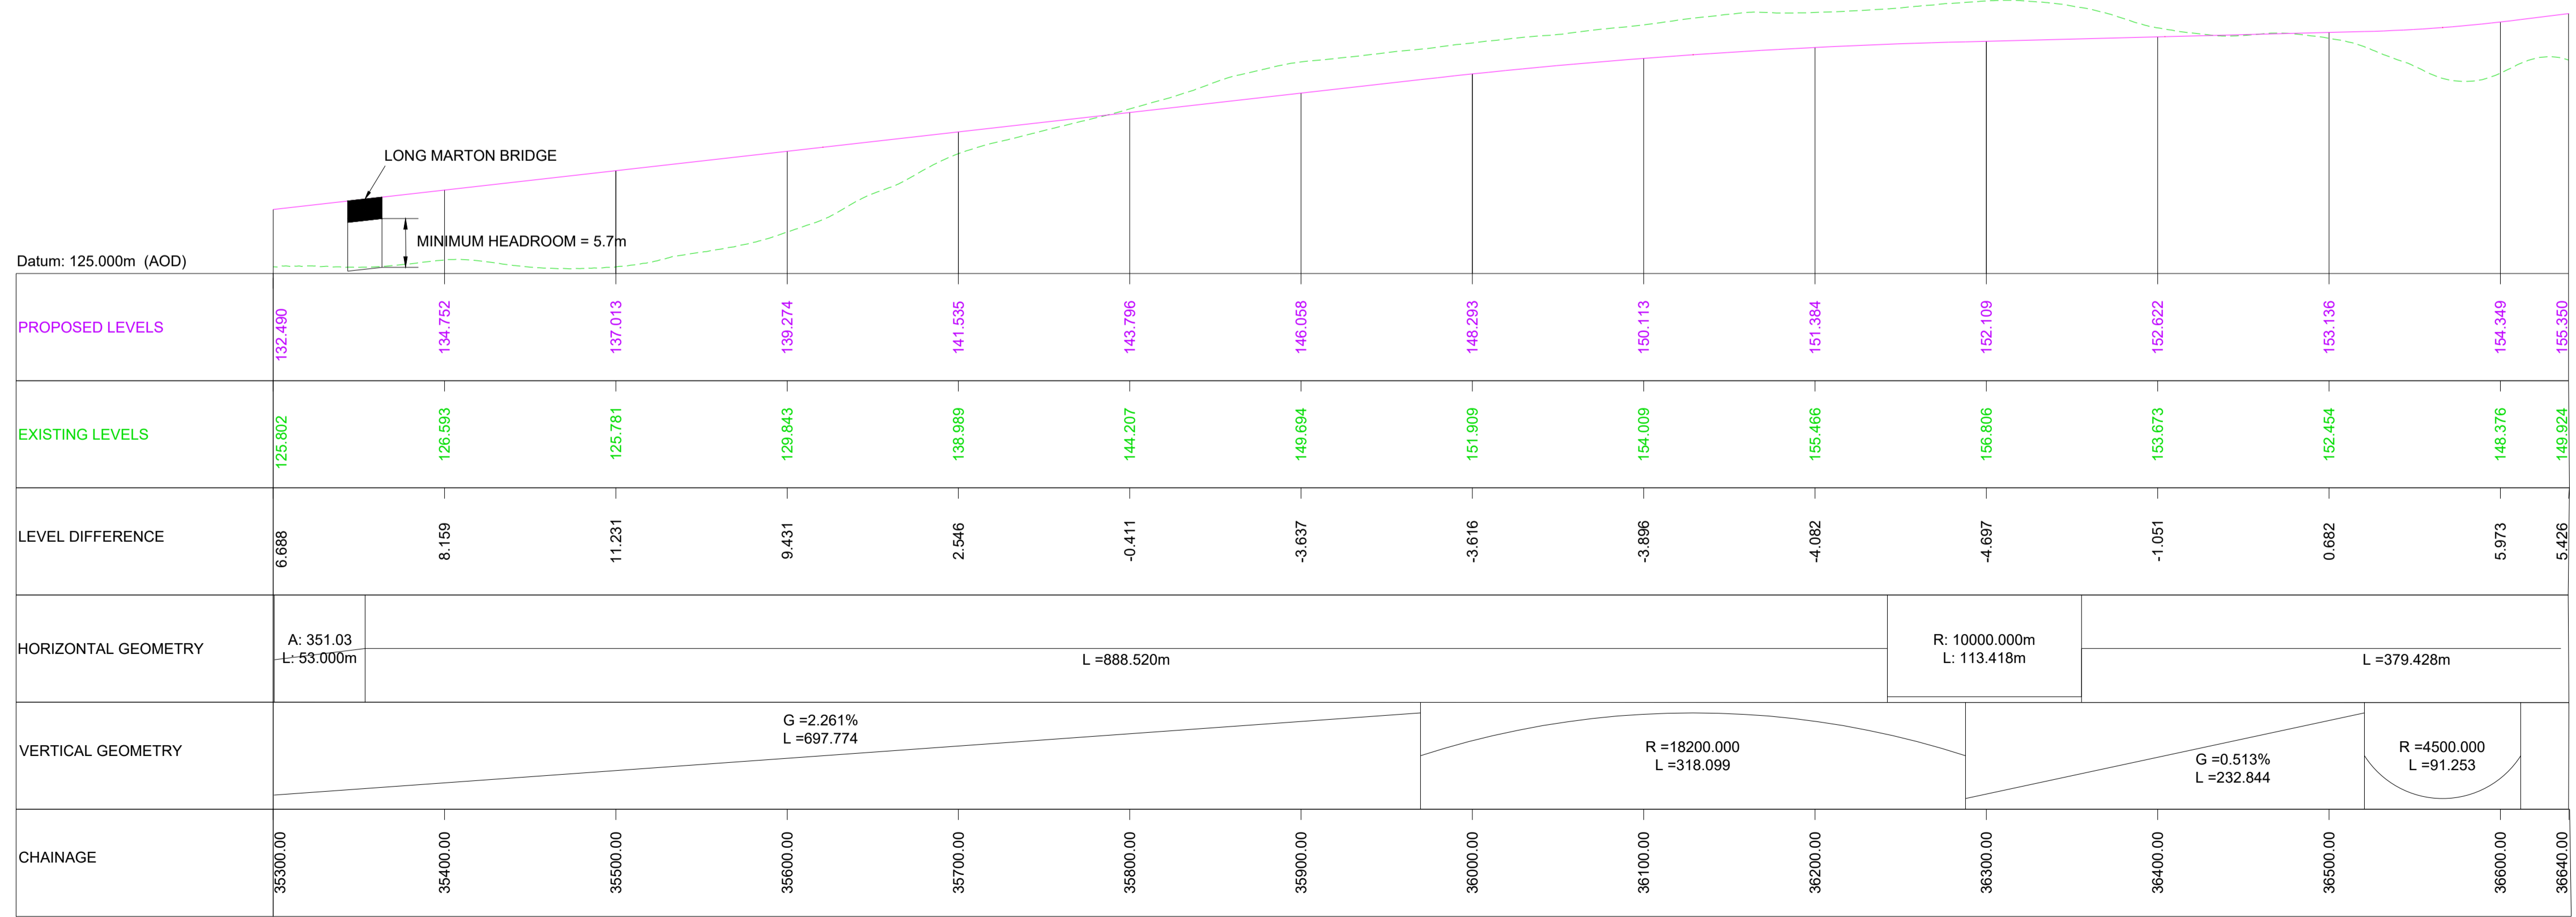 LONG MARTON BRIDGE
MINIMUM HEADROOM = 5.7m
Datum: 125.000m (AOD)
PROPOSED LEVELS
132.490
134.752
137.013
139.274
141.535
143.796
146.058
148.293
150.113
151.384
152.109
152.622
153.136
154.349
155.350
EXISTING LEVELS
125.802
126.593
125.781
129.843
138.989
144.207
149.694
151.909
154.009
155.466
156.806
153.673
152.454
148.376
149.924
LEVEL DIFFERENCE
6.688
8.159
11.231
9.431
2.546
-0.411
-3.637
-3.616
-3.896
-4.082
-4.697
-1.051
0.682
5.973
5.426
HORIZONTAL GEOMETRY
A: 351.03
L: 53.000m
L =888.520m
R: 10000.000m
L: 113.418m
L =379.428m
VERTICAL GEOMETRY
G =2.261%
L =697.774
R =18200.000
L =318.099
G =0.513%
L =232.844
R =4500.000
L =91.253
CHAINAGE
35300.00
35400.00
35500.00
35600.00
35700.00
35800.00
35900.00
36000.00
36100.00
36200.00
36300.00
36400.00
36500.00
36600.00
36640.00